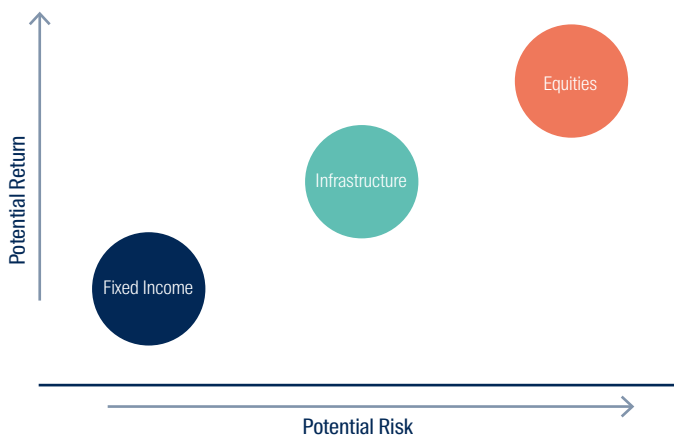 Equities
Infrastructure
Potential Return
Fixed Income
Potential Risk